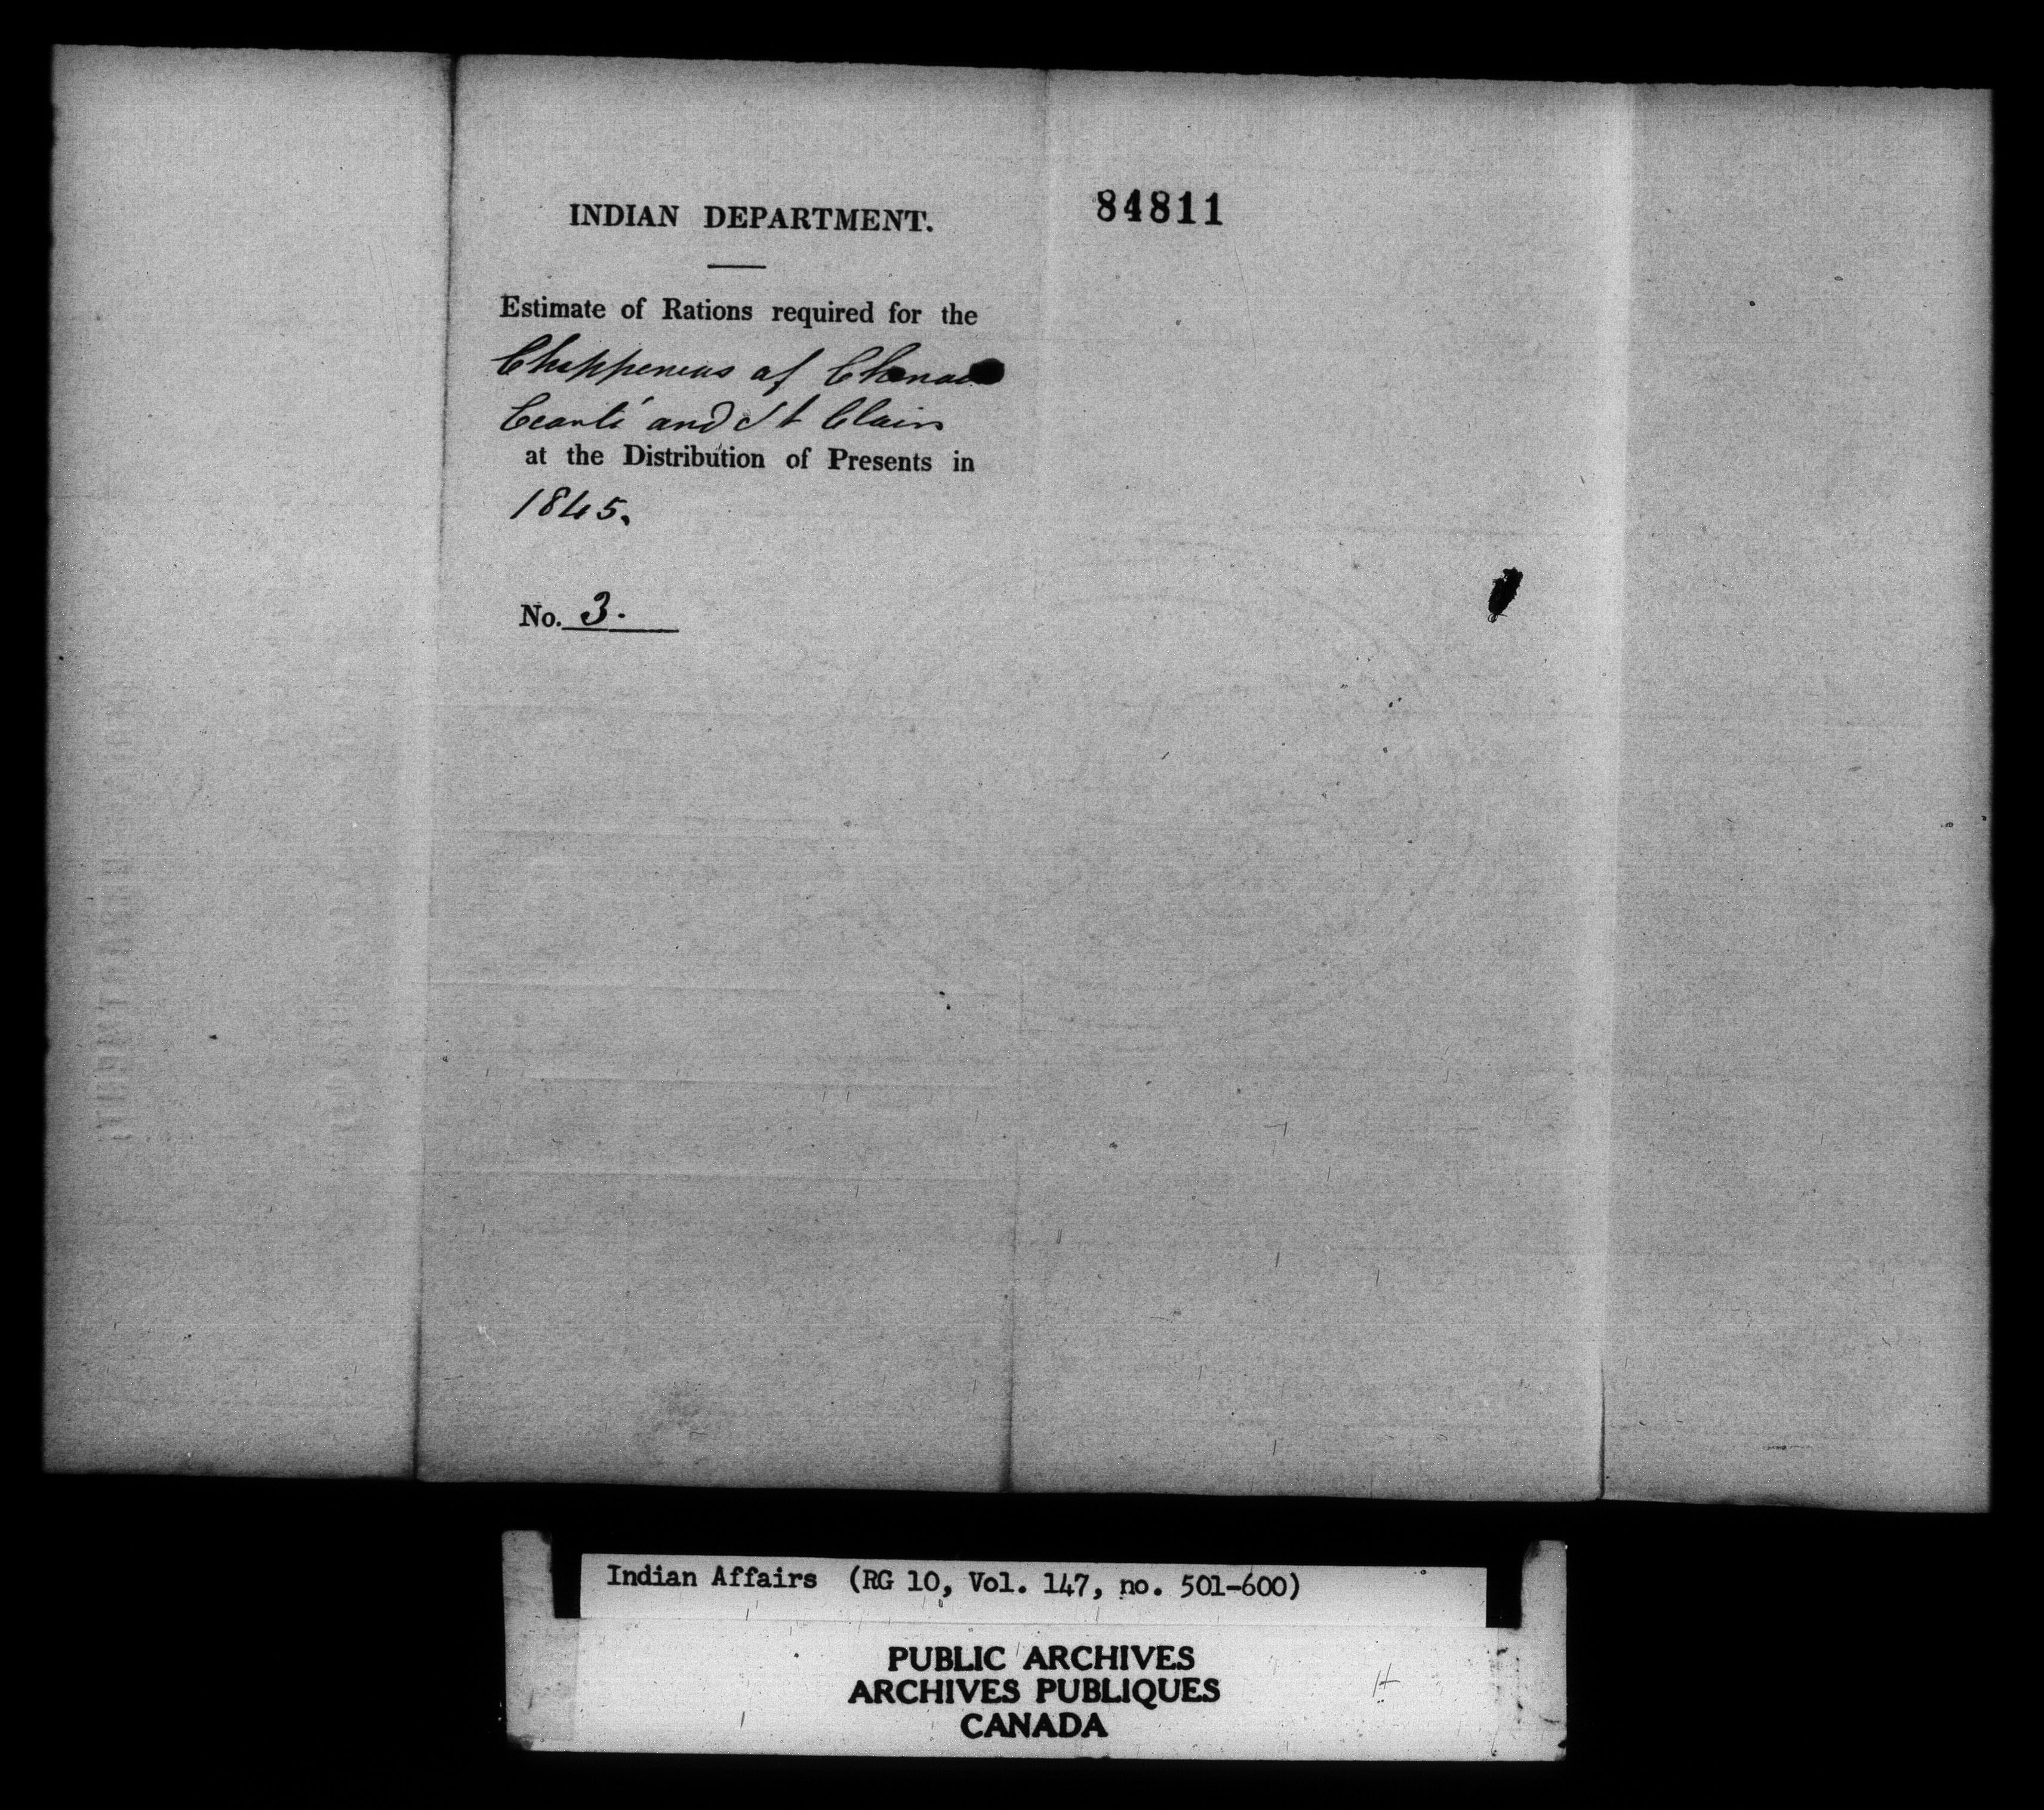 INDIAN DEPARTMENT.
84811
Estimate of Rations required for the
Chippewas of Chenail
Ecarté and St Clair
at the Distribution of Presents in
1845.
No. 3.
Indian Affairs (RG 10, Vol. 147, no. 501-600)
PUBLIC ARCHIVES
ARCHIVES PUBLIQUES
CANADA